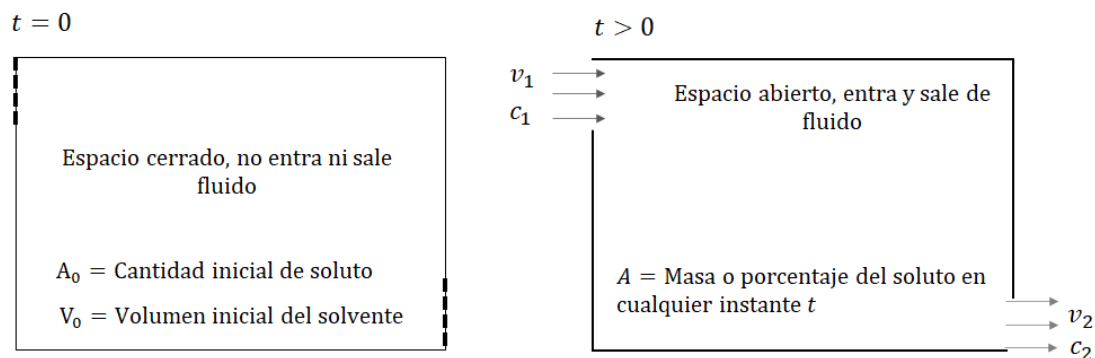 t = 0
Espacio cerrado, no entra ni sale
fluido
A₀ = Cantidad inicial de soluto
V₀ = Volumen inicial del solvente
t > 0
v₁
c₁
Espacio abierto, entra y sale de
fluido
A = Masa o porcentaje del soluto en
cualquier instante t
v₂
c₂